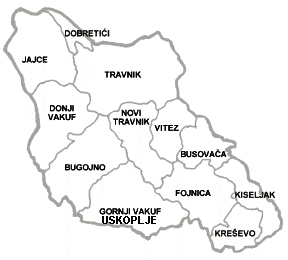 DOBRETIĆI
JAJCE
TRAVNIK
DONJI
VAKUF
NOVI
TRAVNIK
VITEZ
BUSOVAČA
BUGOJNO
FOJNICA
KISELJAK
GORNJI VAKUF
USKOPLJE
KREŠEVO